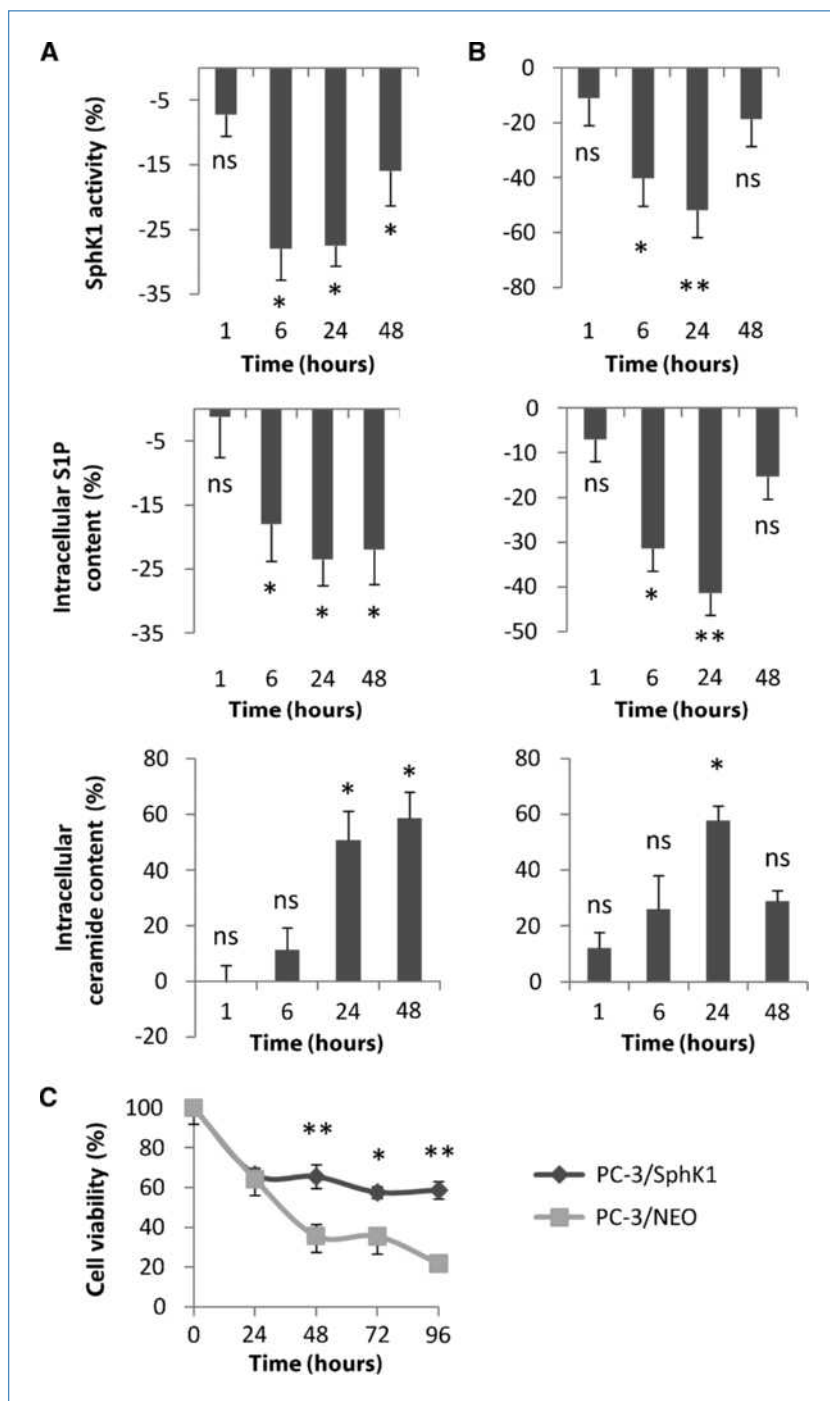 A
SphK1 activity (%)
-5
-15
-25
-35
ns
*
*
*
1 6 24 48
Time (hours)
B
0
-20
-40
-60
-80
ns
*
**
ns
1 6 24 48
Time (hours)
Intracellular S1P
content (%)
-5
-15
-25
-35
ns
*
*
*
1 6 24 48
Time (hours)
0
-10
-20
-30
-40
-50
ns
*
**
ns
1 6 24 48
Time (hours)
Intracellular
ceramide content (%)
80
60
40
20
0
-20
ns
ns
*
*
1 6 24 48
Time (hours)
80
60
40
20
0
ns
ns
*
ns
1 6 24 48
Time (hours)
C
Cell viability (%)
100
80
60
40
20
0
** * **
0 24 48 72 96
Time (hours)
PC-3/SphK1
PC-3/NEO